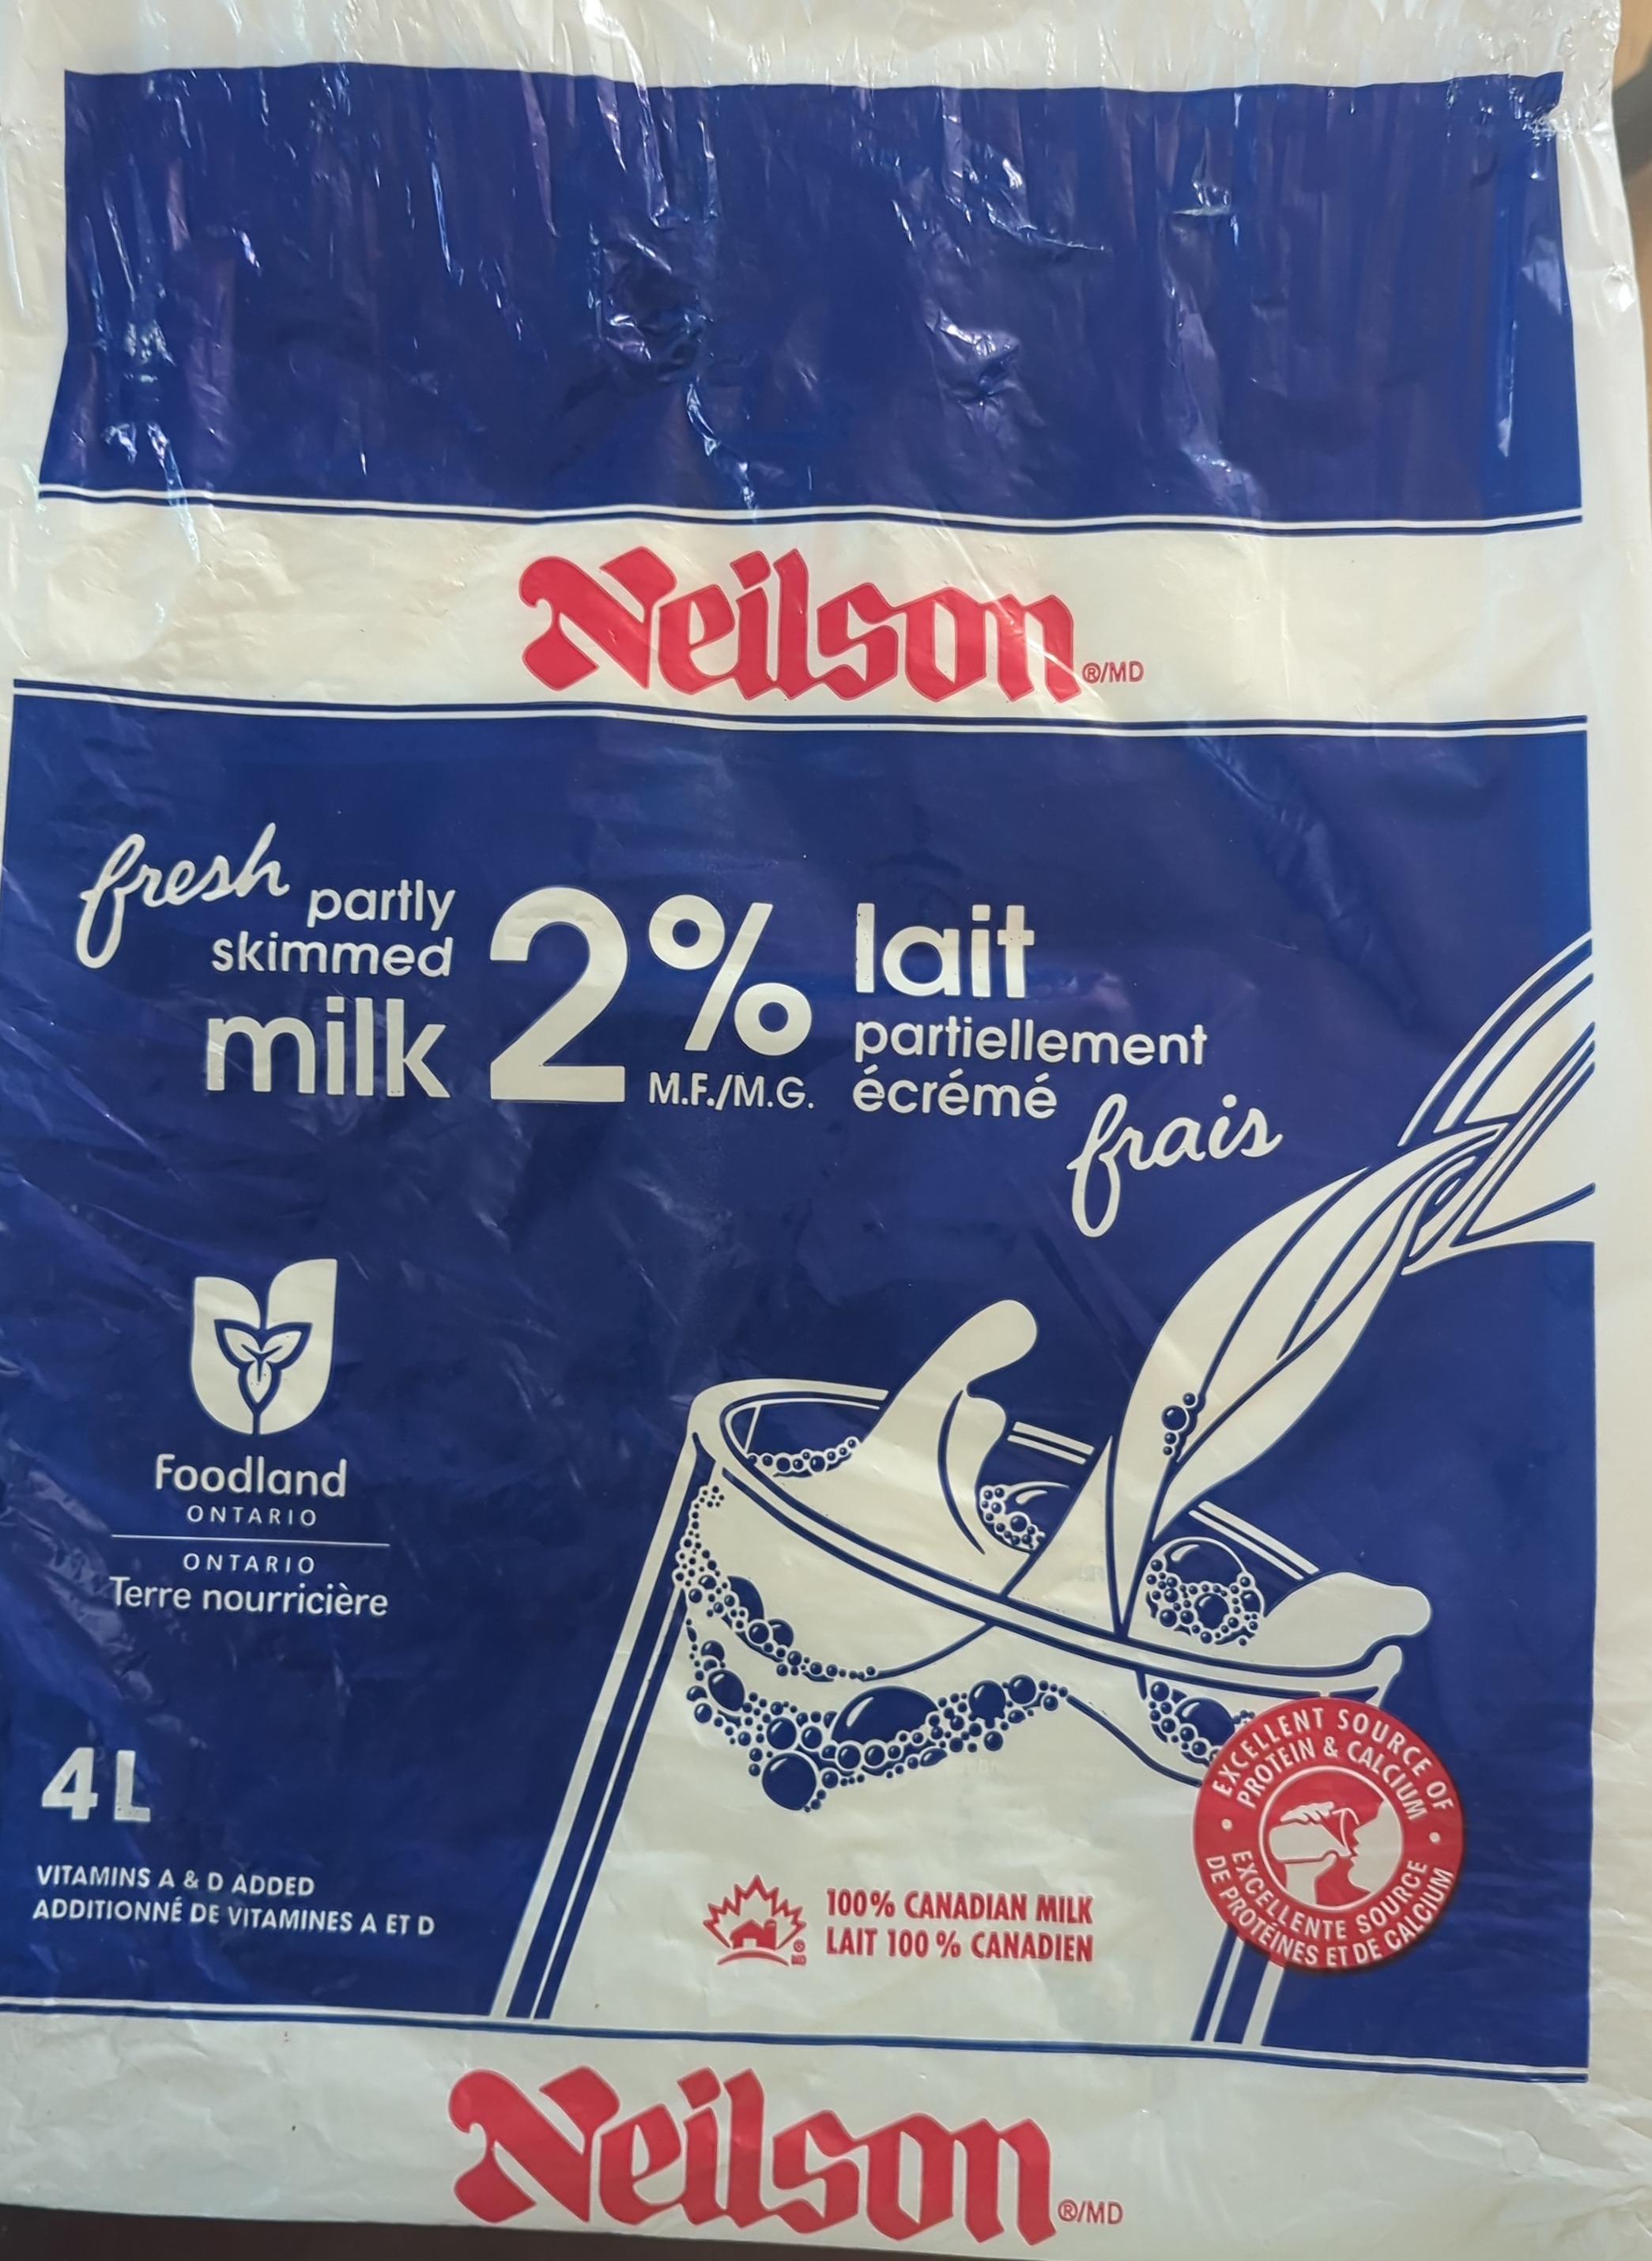 Neilson ®/MD
fresh partly
skimmed
milk
2%
M.F./M.G.
lait
partiellement
écrémé
frais
Foodland
ONTARIO
ONTARIO
Terre nourricière
4L
VITAMINS A & D ADDED
ADDITIONNÉ DE VITAMINES A ET D
100% CANADIAN MILK
LAIT 100 % CANADIEN
EXCELLENT SOURCE OF
PROTEIN & CALCIUM
EXCELLENTE SOURCE
DE PROTÉINES ET DE CALCIUM
Neilson ®/MD